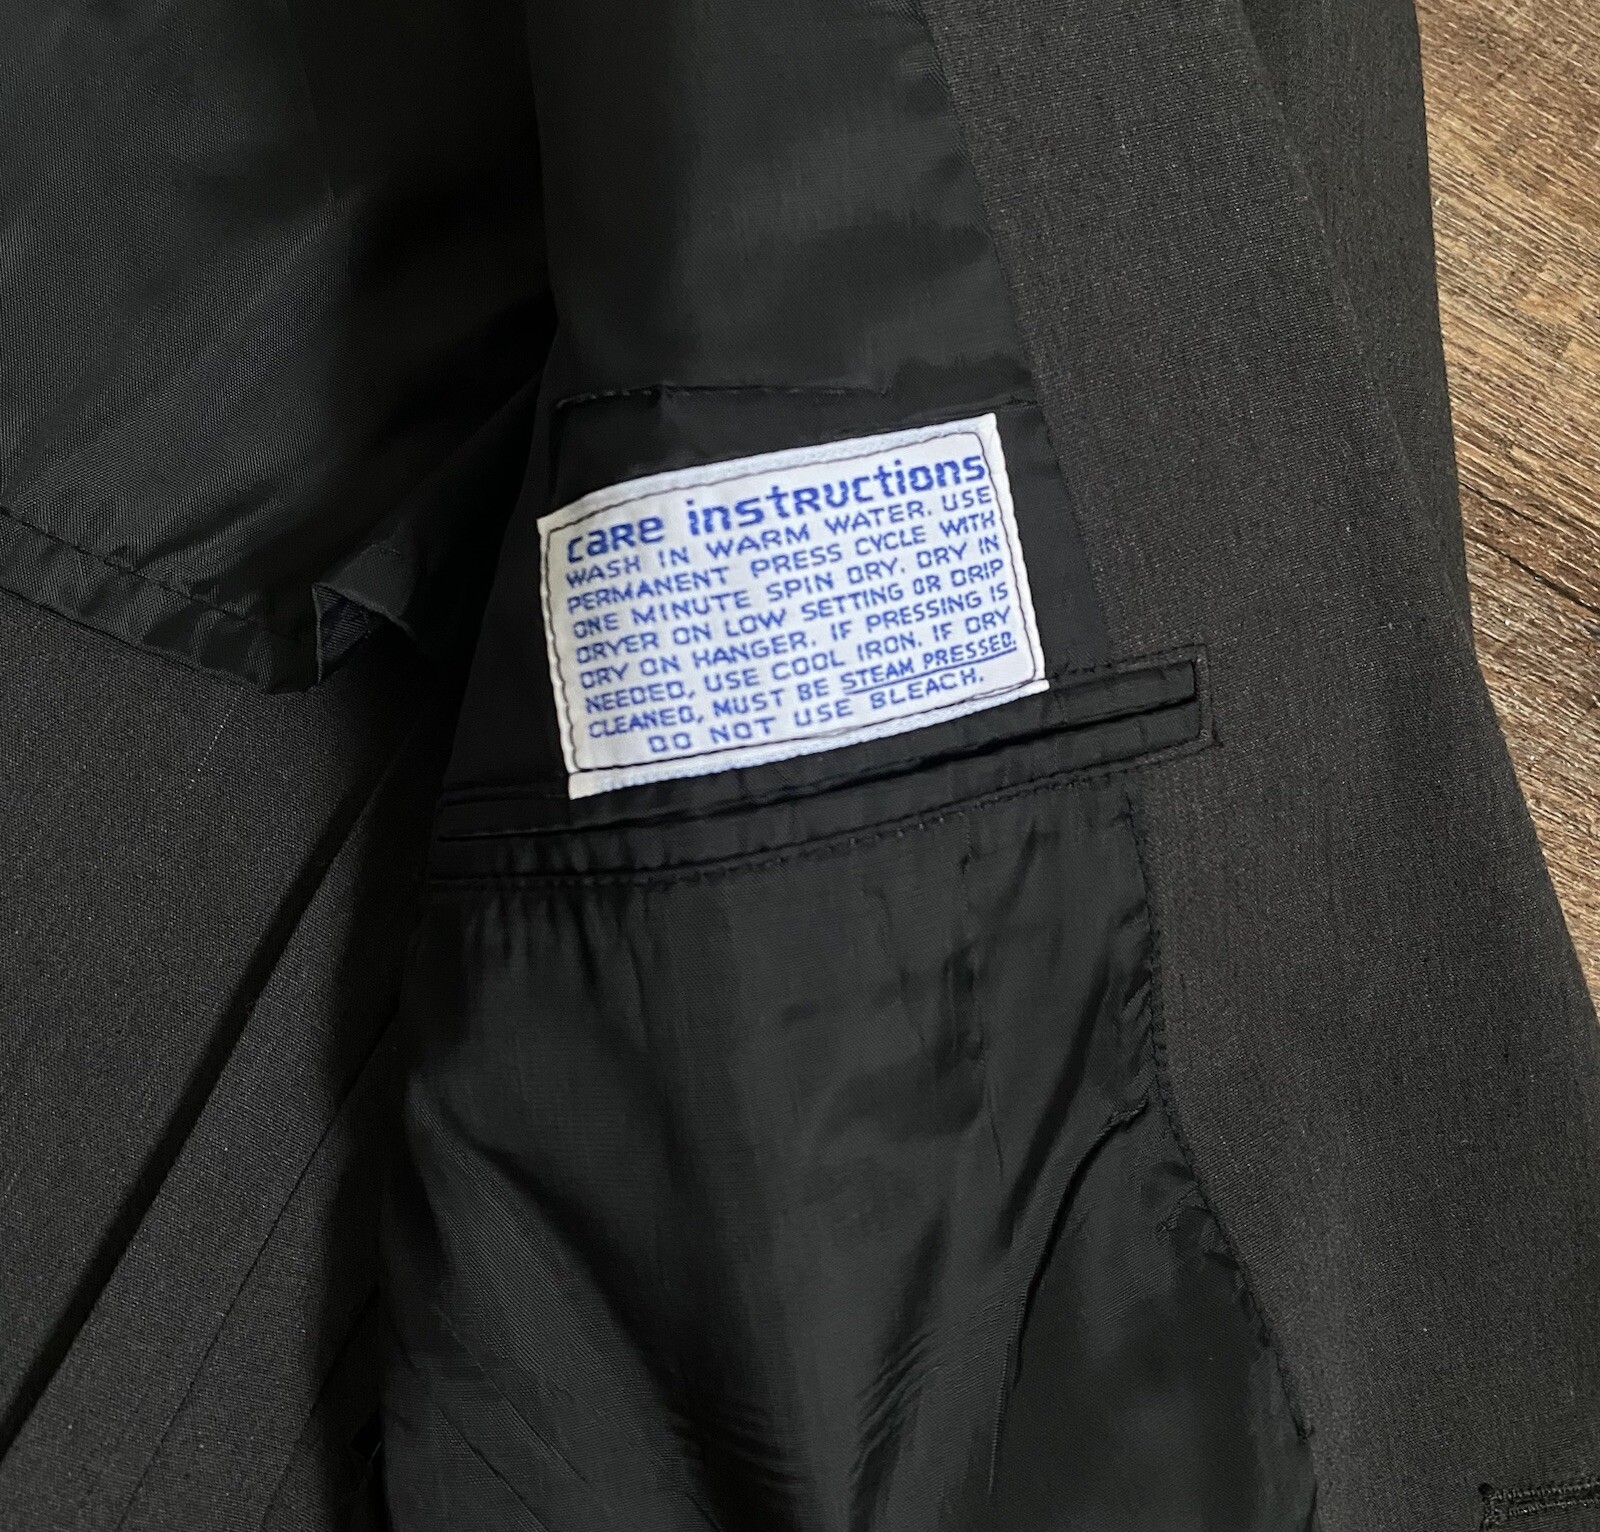 care instructions
WASH IN WARM WATER. USE
PERMANENT PRESS CYCLE WITH
ONE MINUTE SPIN DRY. DRY IN
DRYER ON LOW SETTING OR DRIP
DRY ON HANGER. IF PRESSING IS
NEEDED, USE COOL IRON. IF DRY
CLEANED, MUST BE STEAM PRESSED.
DO NOT USE BLEACH.